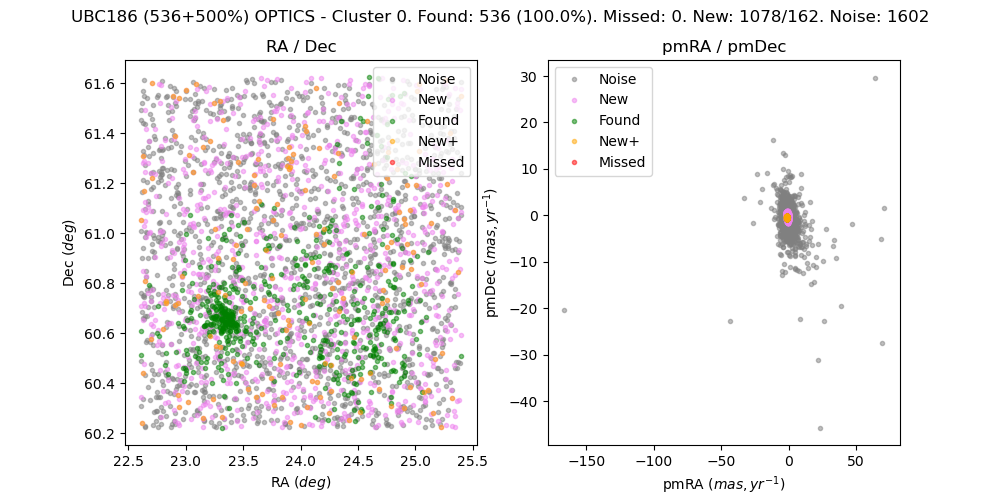 UBC186 (536+500%) OPTICS - Cluster 0. Found: 536 (100.0%). Missed: 0. New: 1078/162. Noise: 1602
RA / Dec
61.6
61.4
61.2
61.0
60.8
60.6
60.4
60.2
Dec (deg)
22.5 23.0 23.5 24.0 24.5 25.0 25.5
RA (deg)
Noise
New
Found
New+
Missed
pmRA / pmDec
30
20
10
0
−10
−20
−30
−40
pmDec (mas, yr⁻¹)
−150 −100 −50 0 50
pmRA (mas, yr⁻¹)
Noise
New
Found
New+
Missed